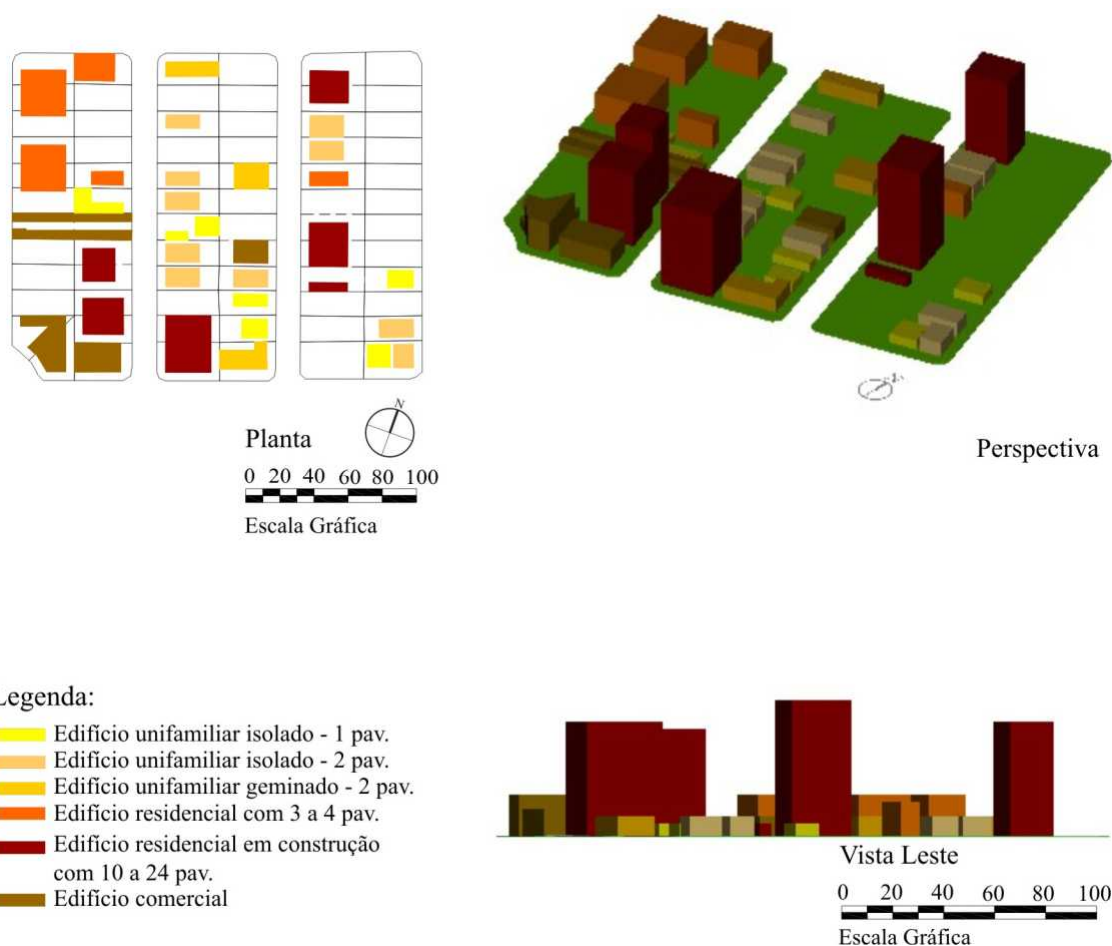 N
Planta
0 20 40 60 80 100
Escala Gráfica
Perspectiva
Legenda:
Edifício unifamiliar isolado - 1 pav.
Edifício unifamiliar isolado - 2 pav.
Edifício unifamiliar geminado - 2 pav.
Edifício residencial com 3 a 4 pav.
Edifício residencial em construção
com 10 a 24 pav.
Edifício comercial
Vista Leste
0 20 40 60 80 100
Escala Gráfica